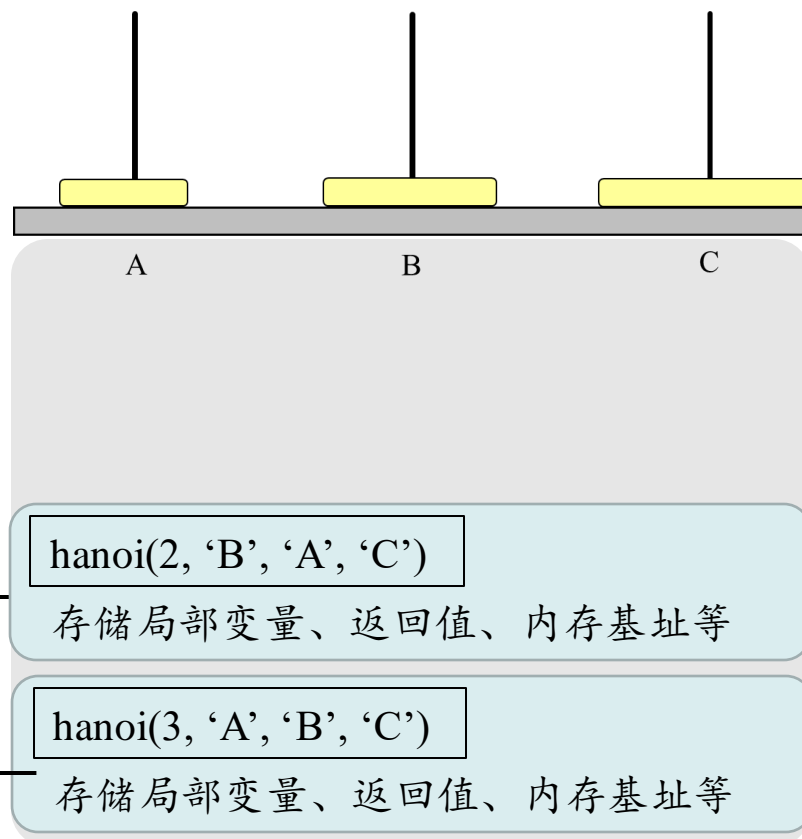 A B C
hanoi(2, ‘B’, ‘A’, ‘C’)
存储局部变量、返回值、内存基址等
hanoi(3, ‘A’, ‘B’, ‘C’)
存储局部变量、返回值、内存基址等